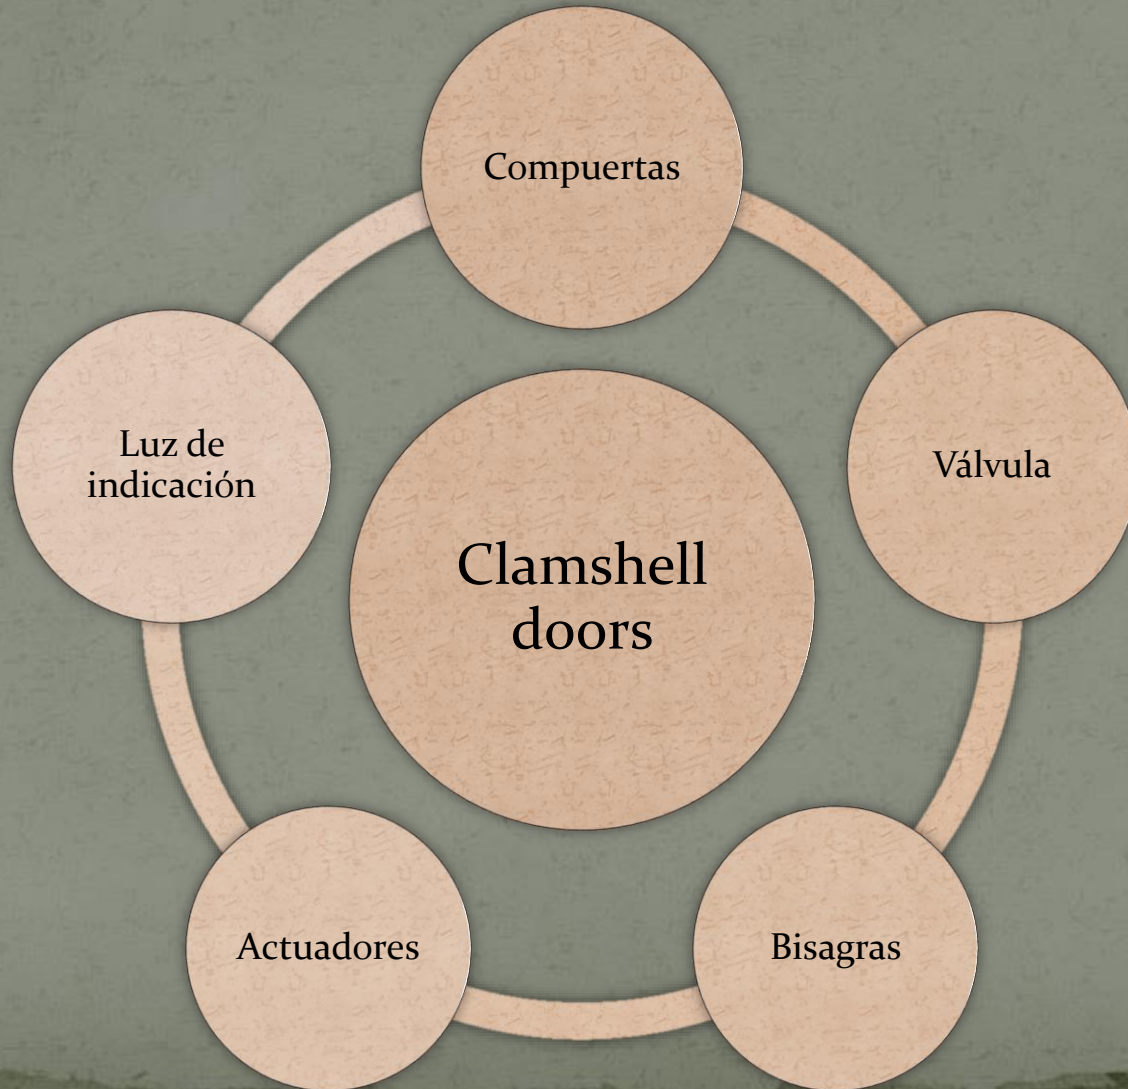 Compuertas
Luz de
indicación
Válvula
Clamshell
doors
Actuadores
Bisagras